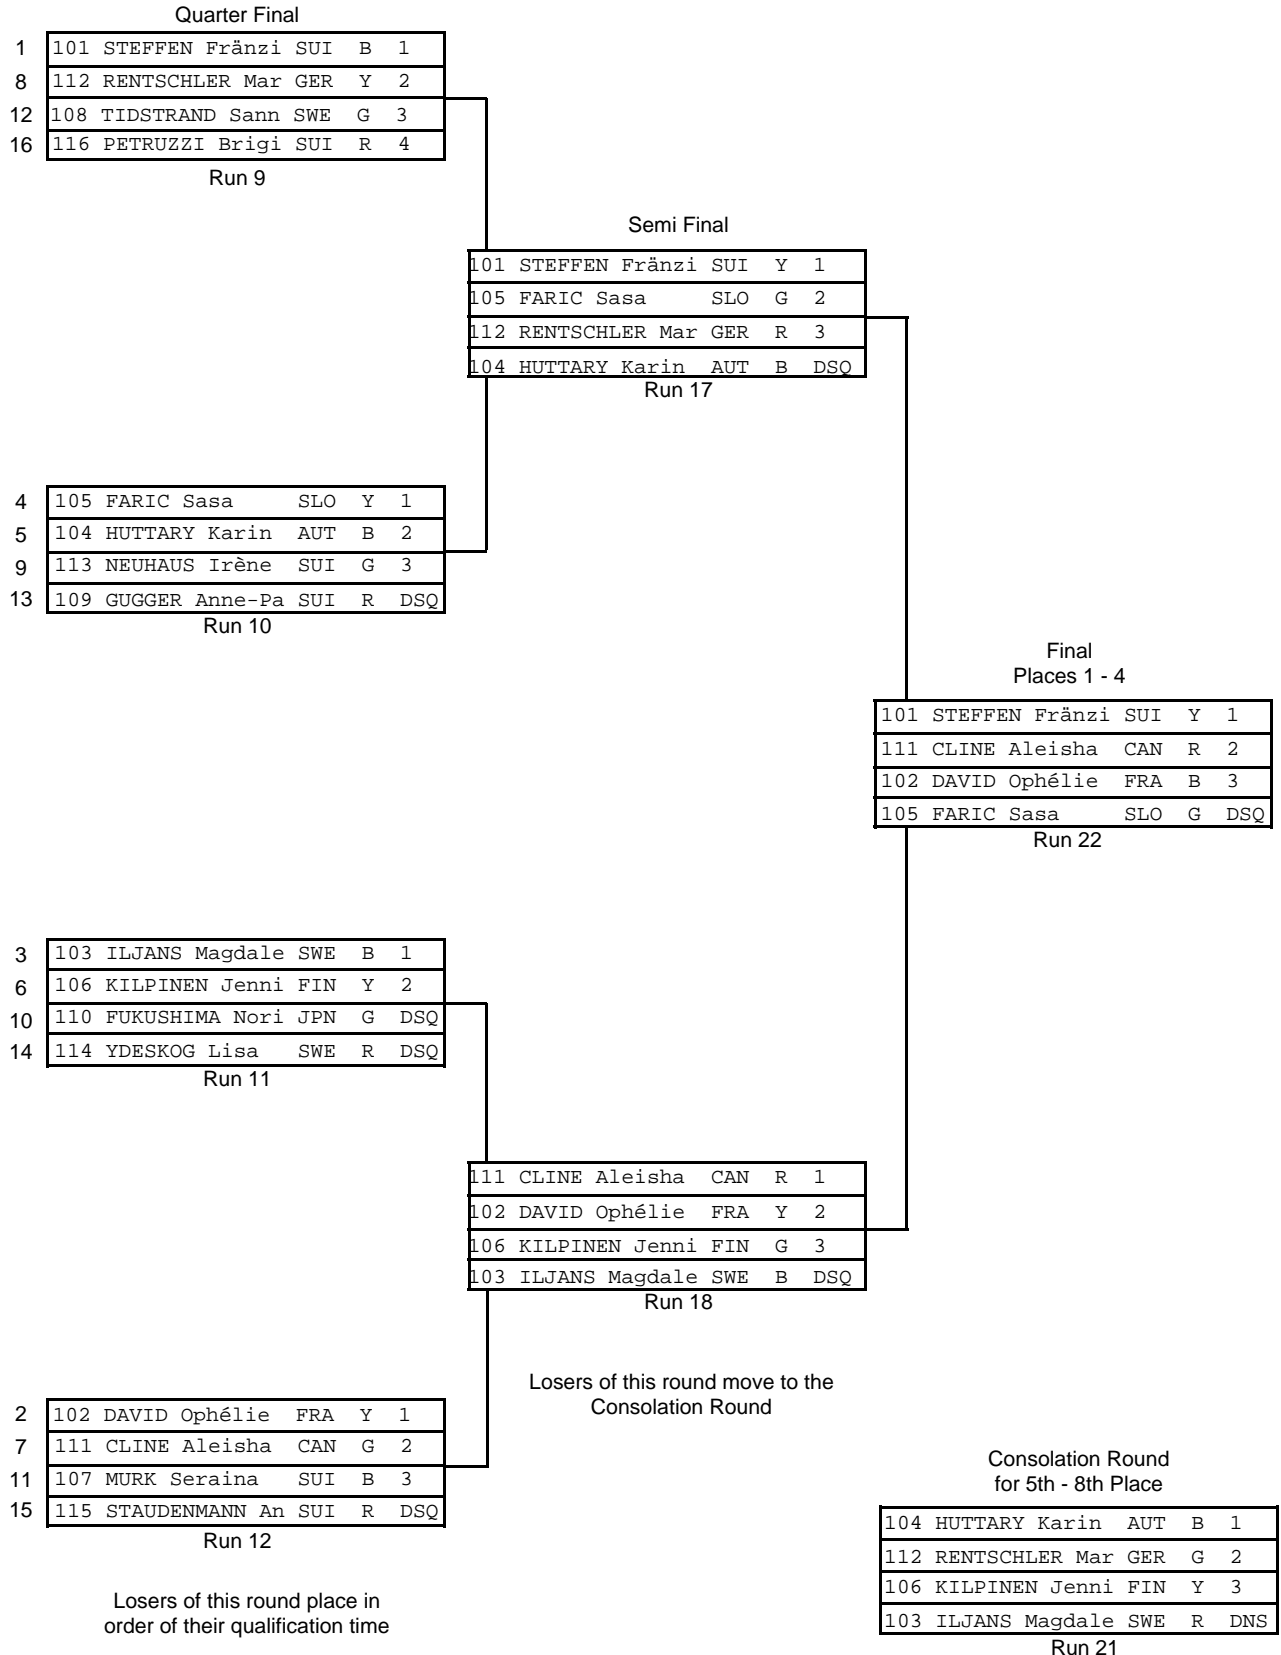 Quarter Final
1 101 STEFFEN Fränzi SUI B 1
8 112 RENTSCHLER Mar GER Y 2
12 108 TIDSTRAND Sann SWE G 3
16 116 PETRUZZI Brigi SUI R 4
Run 9
Semi Final
101 STEFFEN Fränzi SUI Y 1
105 FARIC Sasa SLO G 2
112 RENTSCHLER Mar GER R 3
104 HUTTARY Karin AUT B DSQ
Run 17
4 105 FARIC Sasa SLO Y 1
5 104 HUTTARY Karin AUT B 2
9 113 NEUHAUS Irène SUI G 3
13 109 GUGGER Anne-Pa SUI R DSQ
Run 10
Final
Places 1 - 4
101 STEFFEN Fränzi SUI Y 1
111 CLINE Aleisha CAN R 2
102 DAVID Ophélie FRA B 3
105 FARIC Sasa SLO G DSQ
Run 22
3 103 ILJANS Magdale SWE B 1
6 106 KILPINEN Jenni FIN Y 2
10 110 FUKUSHIMA Nori JPN G DSQ
14 114 YDESKOG Lisa SWE R DSQ
Run 11
111 CLINE Aleisha CAN R 1
102 DAVID Ophélie FRA Y 2
106 KILPINEN Jenni FIN G 3
103 ILJANS Magdale SWE B DSQ
Run 18
Losers of this round move to the
Consolation Round
2 102 DAVID Ophélie FRA Y 1
7 111 CLINE Aleisha CAN G 2
11 107 MURK Seraina SUI B 3
15 115 STAUDENMANN An SUI R DSQ
Run 12
Losers of this round place in
order of their qualification time
Consolation Round
for 5th - 8th Place
104 HUTTARY Karin AUT B 1
112 RENTSCHLER Mar GER G 2
106 KILPINEN Jenni FIN Y 3
103 ILJANS Magdale SWE R DNS
Run 21